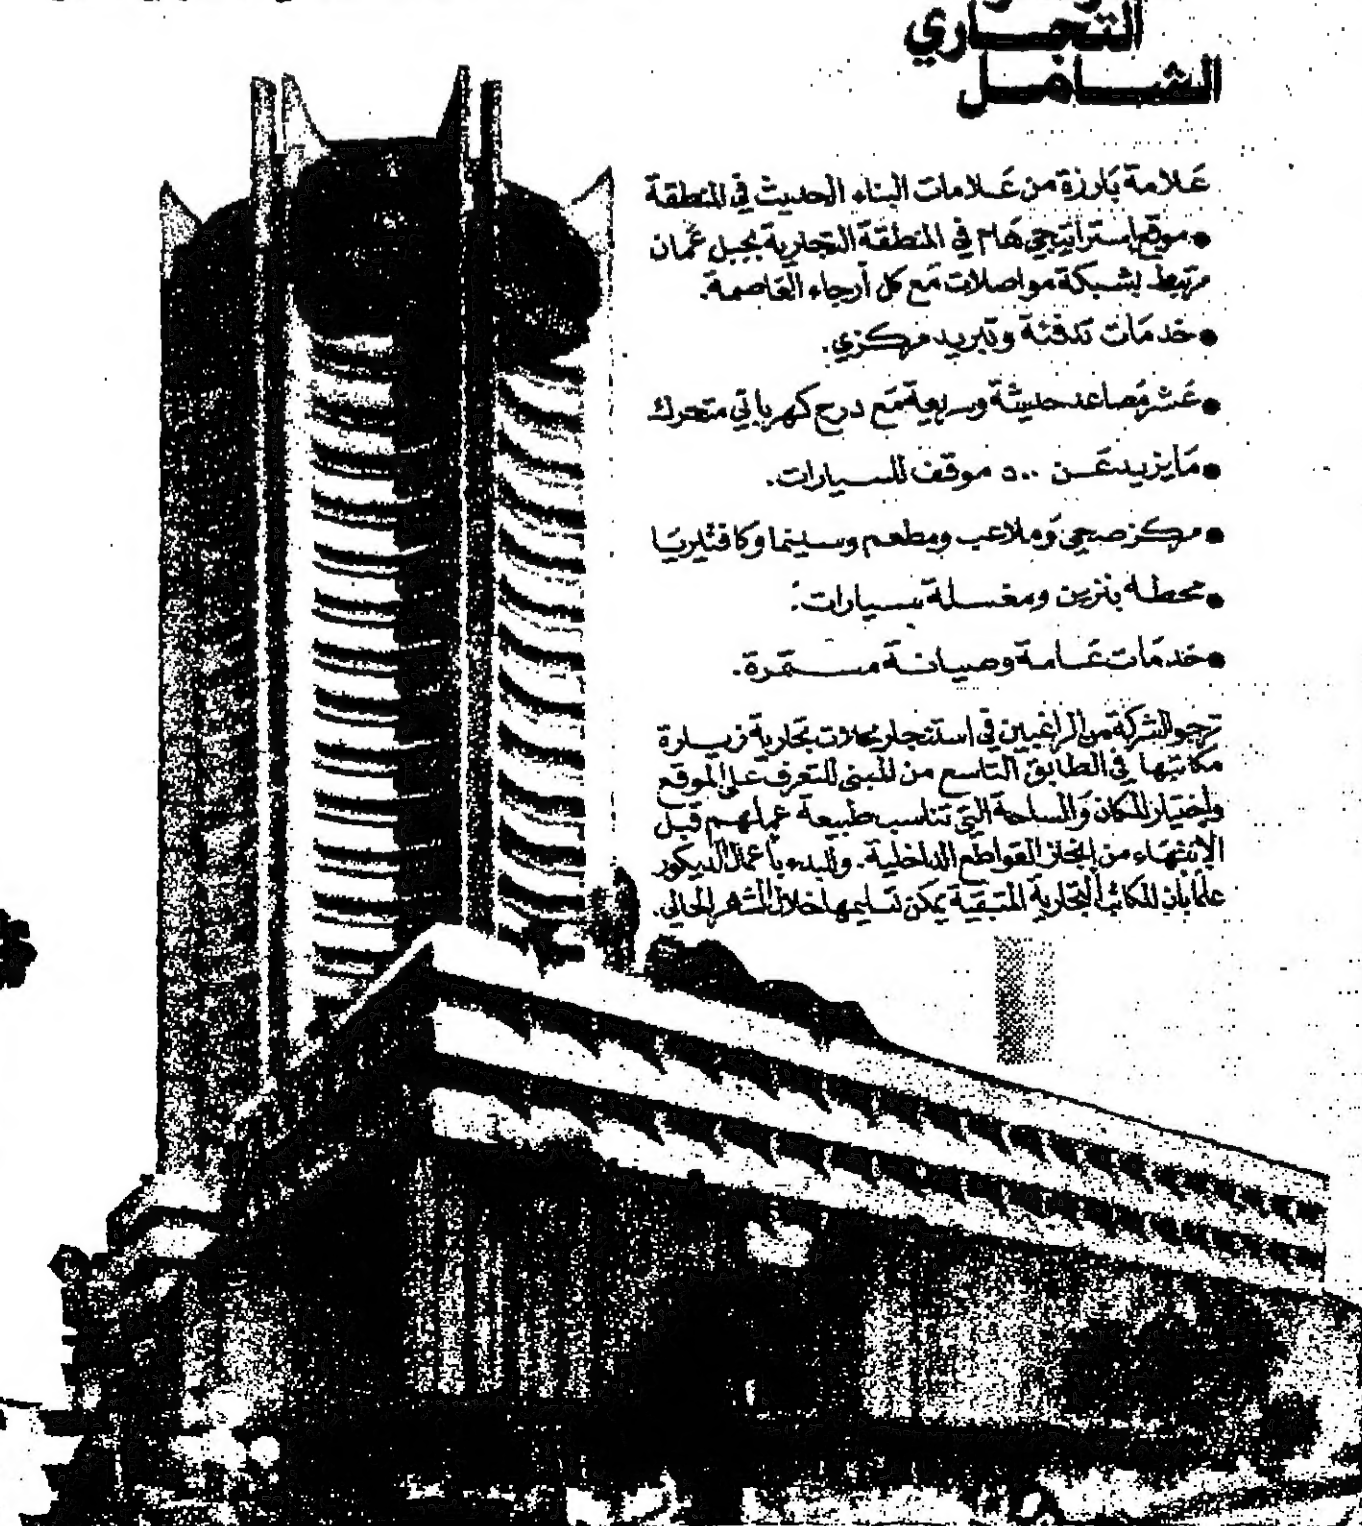 التجاري
الشامل
علامة بارزة من علامات البناء الحديث في المنطقة
• موقع إستراتيجي هام في المنطقة التجارية بجبل عمان
مرتبط بشبكة مواصلات مع كل أرجاء العاصمة.
• خدمات تدفئة وتبريد مركزي.
• عشر مصاعد حديثة وسريعة مع درج كهربائي متحرك
• ما يزيد عن ٥٠٠ موقف للسيارات.
• مركز صحي وملاعب ومطعم وسينما وكافتيريا
• محطة بنزين ومغسلة سيارات.
• خدمات عامة وصيانة مستمرة.
ترجو الشركة من الراغبين في استئجار محلات تجارية زيارة
مكاتبها في الطابق التاسع من المبنى للتعرف على الموقع
واختيار المكان والمساحة التي تناسب طبيعة عملهم قبل
الإنتهاء من إنجاز القواطع الداخلية. والبدء بأعمال الديكور
علماً بأن المكاتب التجارية المتبقية يمكن تسليمها خلال الشهر الحالي.